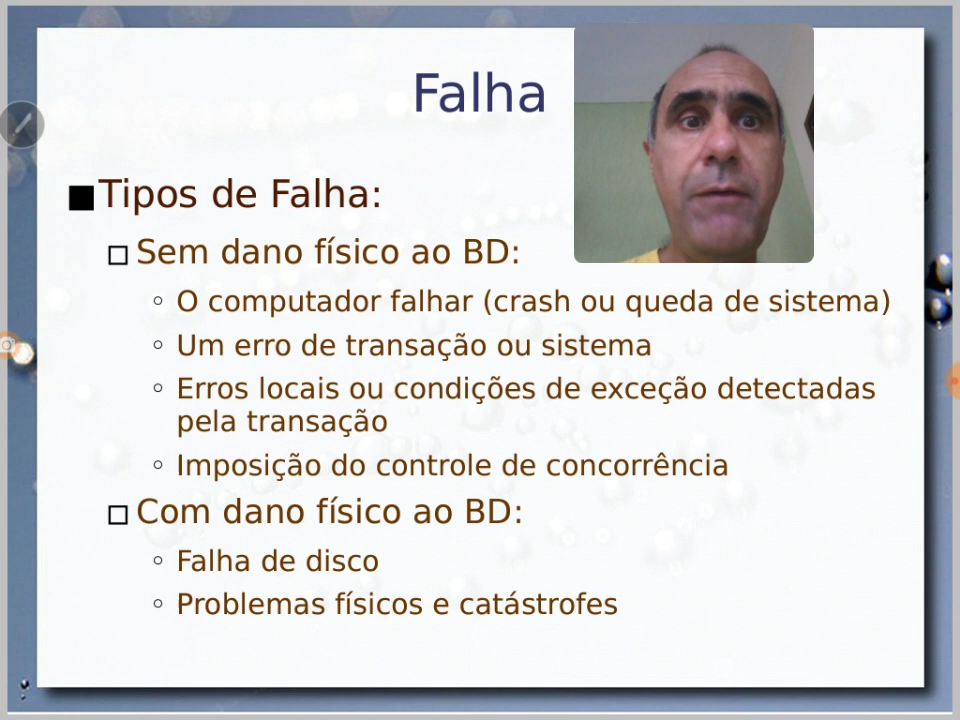 Falha
Tipos de Falha:
Sem dano físico ao BD:
O computador falhar (crash ou queda de sistema)
Um erro de transação ou sistema
Erros locais ou condições de exceção detectadas
pela transação
Imposição do controle de concorrência
Com dano físico ao BD:
Falha de disco
Problemas físicos e catástrofes